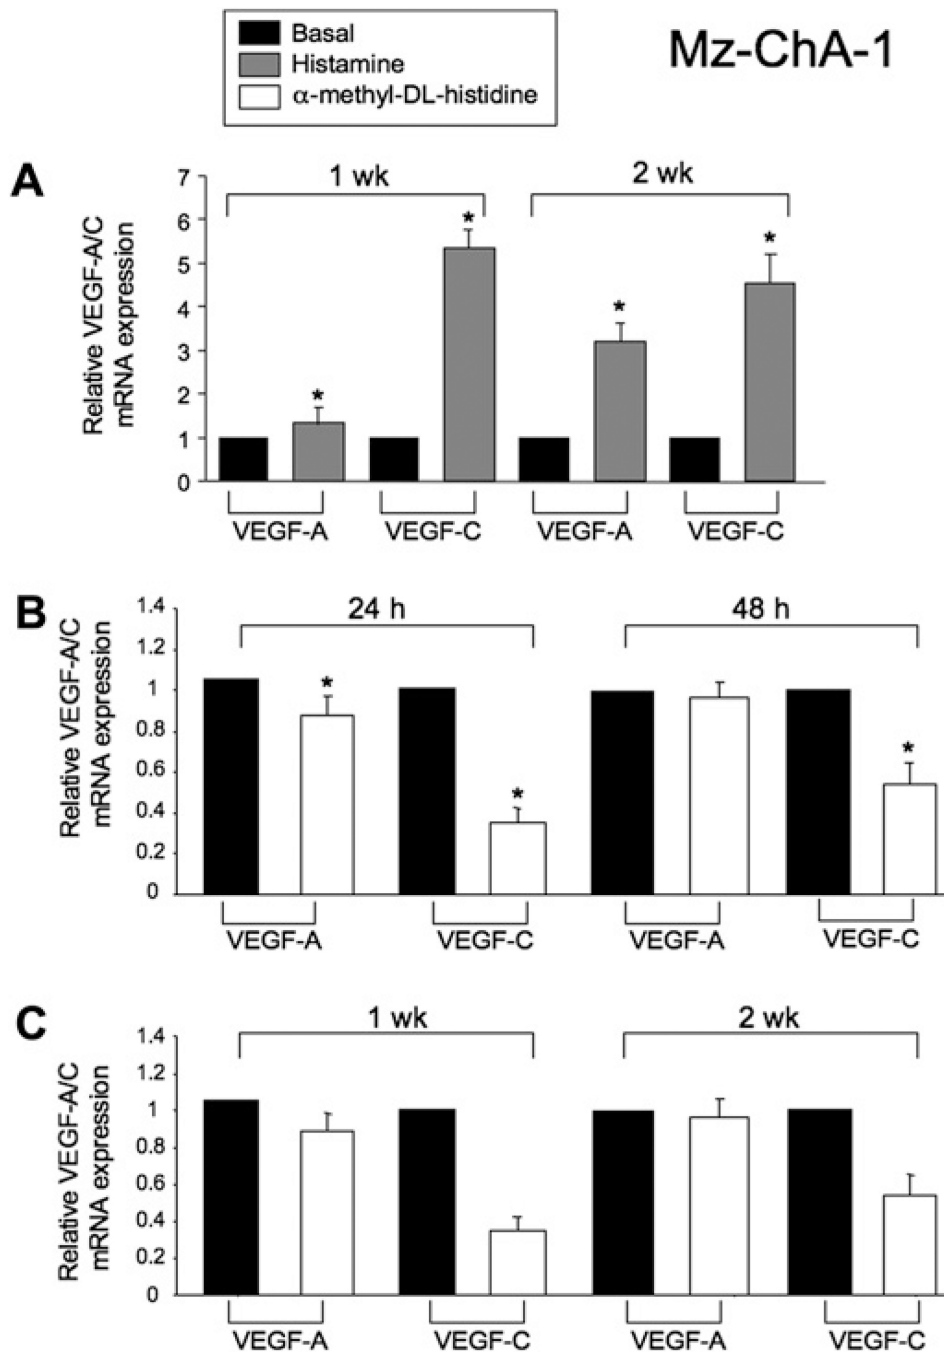 Basal
Histamine
α-methyl-DL-histidine
Mz-ChA-1
A
1 wk
2 wk
Relative VEGF-A/C
mRNA expression
7
6
5
4
3
2
1
0
* * * *
VEGF-A VEGF-C VEGF-A VEGF-C
B
24 h
48 h
Relative VEGF-A/C
mRNA expression
1.4
1.2
1
0.8
0.6
0.4
0.2
0
* * *
VEGF-A VEGF-C VEGF-A VEGF-C
C
1 wk
2 wk
Relative VEGF-A/C
mRNA expression
1.4
1.2
1
0.8
0.6
0.4
0.2
0
VEGF-A VEGF-C VEGF-A VEGF-C